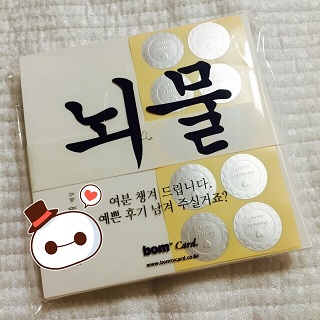 뇌물
여분 챙겨 드립니다.
예쁜 후기 남겨 주실거죠?
bom Card.
www.bomcard.co.kr